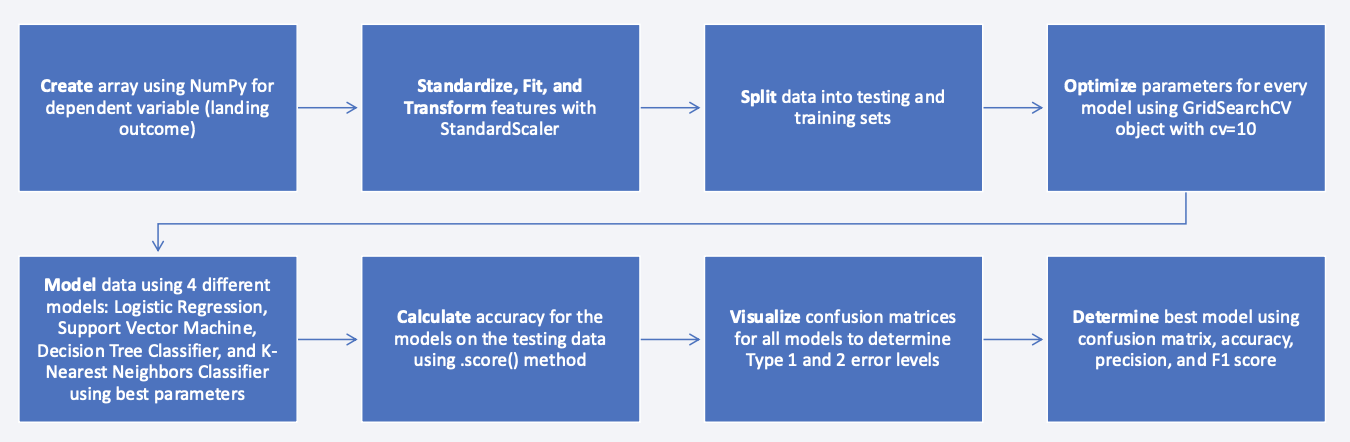 Create array using NumPy for
dependent variable (landing
outcome)
Standardize, Fit, and
Transform features with
StandardScaler
Split data into testing and
training sets
Optimize parameters for every
model using GridSearchCV
object with cv=10
Model data using 4 different
models: Logistic Regression,
Support Vector Machine,
Decision Tree Classifier, and K-
Nearest Neighbors Classifier
using best parameters
Calculate accuracy for the
models on the testing data
using .score() method
Visualize confusion matrices
for all models to determine
Type 1 and 2 error levels
Determine best model using
confusion matrix, accuracy,
precision, and F1 score